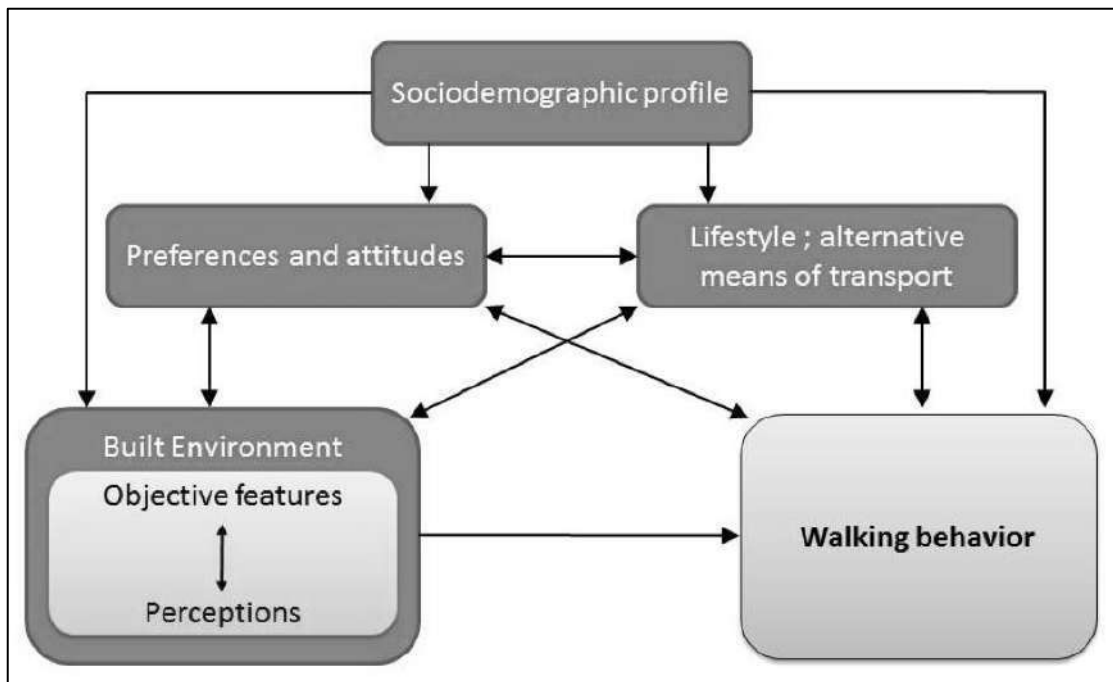 Sociodemographic profile
Preferences and attitudes
Lifestyle ; alternative
means of transport
Built Environment
Objective features
Perceptions
Walking behavior